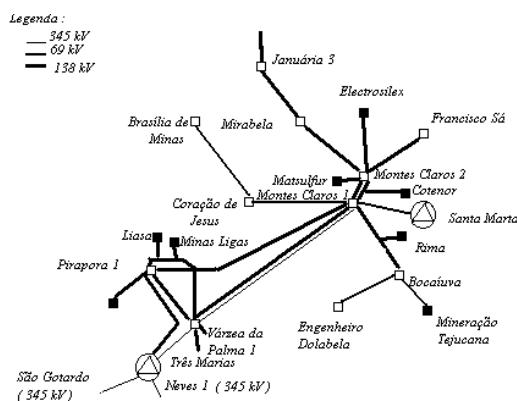 Legenda :
345 kV
69 kV
138 kV
Januária 3
Electrosilex
Brasília de
Minas
Mirabela
Francisco Sá
Montes Claros 2
Matsulfur
Cotenor
Montes Claros 1
Coração de
Jesus
Santa Marta
Liasa
Minas Ligas
Rima
Pirapora 1
Bocaíuva
Várzea da
Palma 1
Engenheiro
Dolabela
Mineração
Tejucana
Três Marias
São Gotardo
( 345 kV)
Neves 1 ( 345 kV)